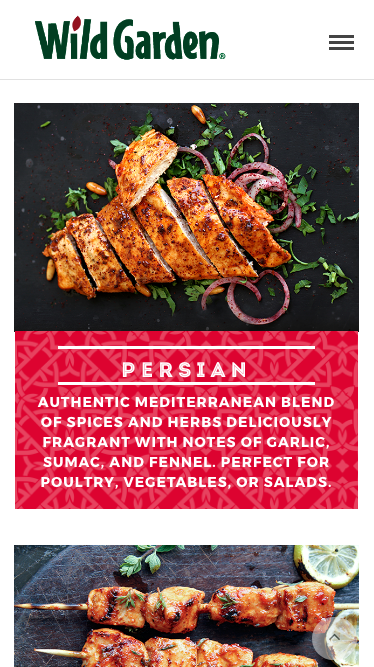 Wild Garden®
PERSIAN
AUTHENTIC MEDITERRANEAN BLEND
OF SPICES AND HERBS DELICIOUSLY
FRAGRANT WITH NOTES OF GARLIC,
SUMAC, AND FENNEL. PERFECT FOR
POULTRY, VEGETABLES, OR SALADS.